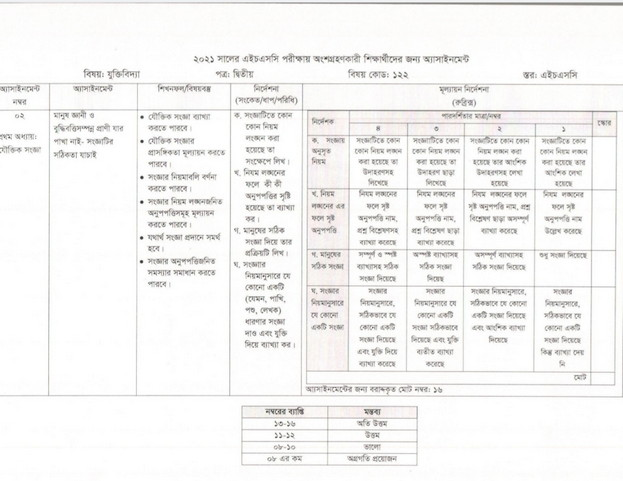 ২০২১ সালের এইচএসসি পরীক্ষায় অংশগ্রহণকারী শিক্ষার্থীদের জন্য অ্যাসাইনমেন্ট
বিষয়: যুক্তিবিদ্যা পত্র: দ্বিতীয় বিষয় কোড: ১২২ স্তর: এইচএসসি
অ্যাসাইনমেন্ট
নম্বর
০২
প্রথম অধ্যায়:
যৌক্তিক সংজ্ঞা
অ্যাসাইনমেন্ট
মানুষ জ্ঞানী ও
বুদ্ধিবত্তিসম্পন্ন প্রাণী যার
পাখা নাই- সংজ্ঞাটির
সঠিকতা যাচাই
শিখনফল/বিষয়বস্তু
• যৌক্তিক সংজ্ঞা ব্যাখ্যা
করতে পারবে।
• যৌক্তিক সংজ্ঞার
প্রাসঙ্গিকতা মূল্যায়ন করতে
পারবে।
• সংজ্ঞার নিয়মাবলি বর্ণনা
করতে পারবে।
• সংজ্ঞার নিয়ম লঙ্ঘনজনিত
অনুপপত্তিসমূহ মূল্যায়ন
করতে পারবে।
• যথার্থ সংজ্ঞা প্রদানে সমর্থ
হবে।
• সংজ্ঞার অনুপপত্তিজনিত
সমস্যার সমাধান করতে
পারবে।
নির্দেশনা
(সংকেত/ধাপ/পরিধি)
ক. সংজ্ঞাটিতে কোন
কোন নিয়ম
লংঙ্ঘন করা
হয়েছে তা
সংক্ষেপে লিখ।
খ. নিয়ম লঙ্ঘনের
ফলে কী কী
অনুপপত্তির সৃষ্টি
হয়েছে তা ব্যাখ্যা
কর।
গ. মানুষের সঠিক
সংজ্ঞা দিয়ে তার
প্রক্রিয়টি লিখ।
ঘ. সংজ্ঞার
নিয়মানুসারে যে
কোনো একটি
(যেমন, পাখি,
পশু, লেখক)
ধারণার সংজ্ঞা
দাও এবং যুক্তি
দিয়ে ব্যাখ্যা কর।
মূল্যায়ন নির্দেশনা
(রুব্রিক্স)
নির্দেশক পারদর্শিতার মাত্রা/নম্বর স্কোর
৪ ৩ ২ ১
ক. সংজ্ঞায়
অনুসৃত
নিয়ম
সংজ্ঞাটিতে কোন
কোন নিয়ম লঙ্ঘন
করা হয়েছে তা
উদাহরণসহ
লিখেছে
সংজ্ঞাটিতে কোন
কোন নিয়ম লঙ্ঘন
করা হয়েছে তা
উদাহরণ ছাড়া
লিখেছে
সংজ্ঞাটিতে কোন কোন
নিয়ম লঙ্ঘন করা
হয়েছে তার আংশিক
উদাহরণসহ লেখা
হয়েছে
সংজ্ঞাটিতে কোন
কোন নিয়ম লঙ্ঘন
করা হয়েছে তার
আংশিক লেখা
হয়েছে
খ. নিয়ম
লঙ্ঘনের এর
ফলে সৃষ্ট
অনুপপত্তি
নিয়ম লঙ্ঘনের
ফলে সৃষ্ট
অনুপপত্তি নাম,
প্রশ্ন বিশ্লেষণসহ
ব্যাখ্যা করেছে
নিয়ম লঙ্ঘনের
ফলে সৃষ্ট
অনুপপত্তি নাম,
প্রশ্ন বিশ্লেষণ ছাড়া
ব্যাখ্যা করেছে
নিয়ম লঙ্ঘনের ফলে
সৃষ্ট অনুপপত্তি নাম, প্রশ্ন
বিশ্লেষণ ছাড়া অসম্পূর্ণ
ব্যাখ্যা করেছে
নিয়ম
লঙ্ঘনের ফলে সৃষ্ট
অনুপপত্তি নাম
উল্লেখ করেছে
গ. মানুষের
সঠিক সংজ্ঞা
সম্পূর্ণ ও স্পষ্ট
ব্যাখ্যাসহ সঠিক
সংজ্ঞা দিয়েছে
অস্পষ্ট ব্যাখ্যাসহ
সঠিক সংজ্ঞা
দিয়েছে
অসম্পূর্ণ ব্যাখ্যাসহ
সঠিক সংজ্ঞা দিয়েছে
শুধু সংজ্ঞা দিয়েছে
ঘ. সংজ্ঞার
নিয়মানুসারে
যে কোনো
একটি সংজ্ঞা
সংজ্ঞার
নিয়মানুসারে,
সঠিকভাবে যে
কোনো একটি
সংজ্ঞা দিয়েছে
এবং যুক্তি দিয়ে
ব্যাখ্যা করেছে
সংজ্ঞার
নিয়মানুসারে যে
কোনো একটি
সংজ্ঞা সঠিকভাবে
দিয়েছে এবং যুক্তি
ব্যতীত ব্যাখ্যা
করেছে
সংজ্ঞার নিয়মানুসারে,
সঠিকভাবে যে কোনো
একটি সংজ্ঞা দিয়েছে
এবং আংশিক ব্যাখ্যা
দিয়েছে
সংজ্ঞার
নিয়মানুসারে,
সঠিকভাবে যে
কোনো একটি
সংজ্ঞা দিয়েছে
কিন্তু ব্যাখ্যা দেয়
নি
মোট
অ্যাসাইনমেন্টের জন্য বরাদ্দকৃত মোট নম্বর: ১৬
নম্বরের ব্যাপ্তি মন্তব্য
১৩-১৬ অতি উত্তম
১১-১২ উত্তম
০৮-১০ ভালো
০৮ এর কম অগ্রগতি প্রয়োজন